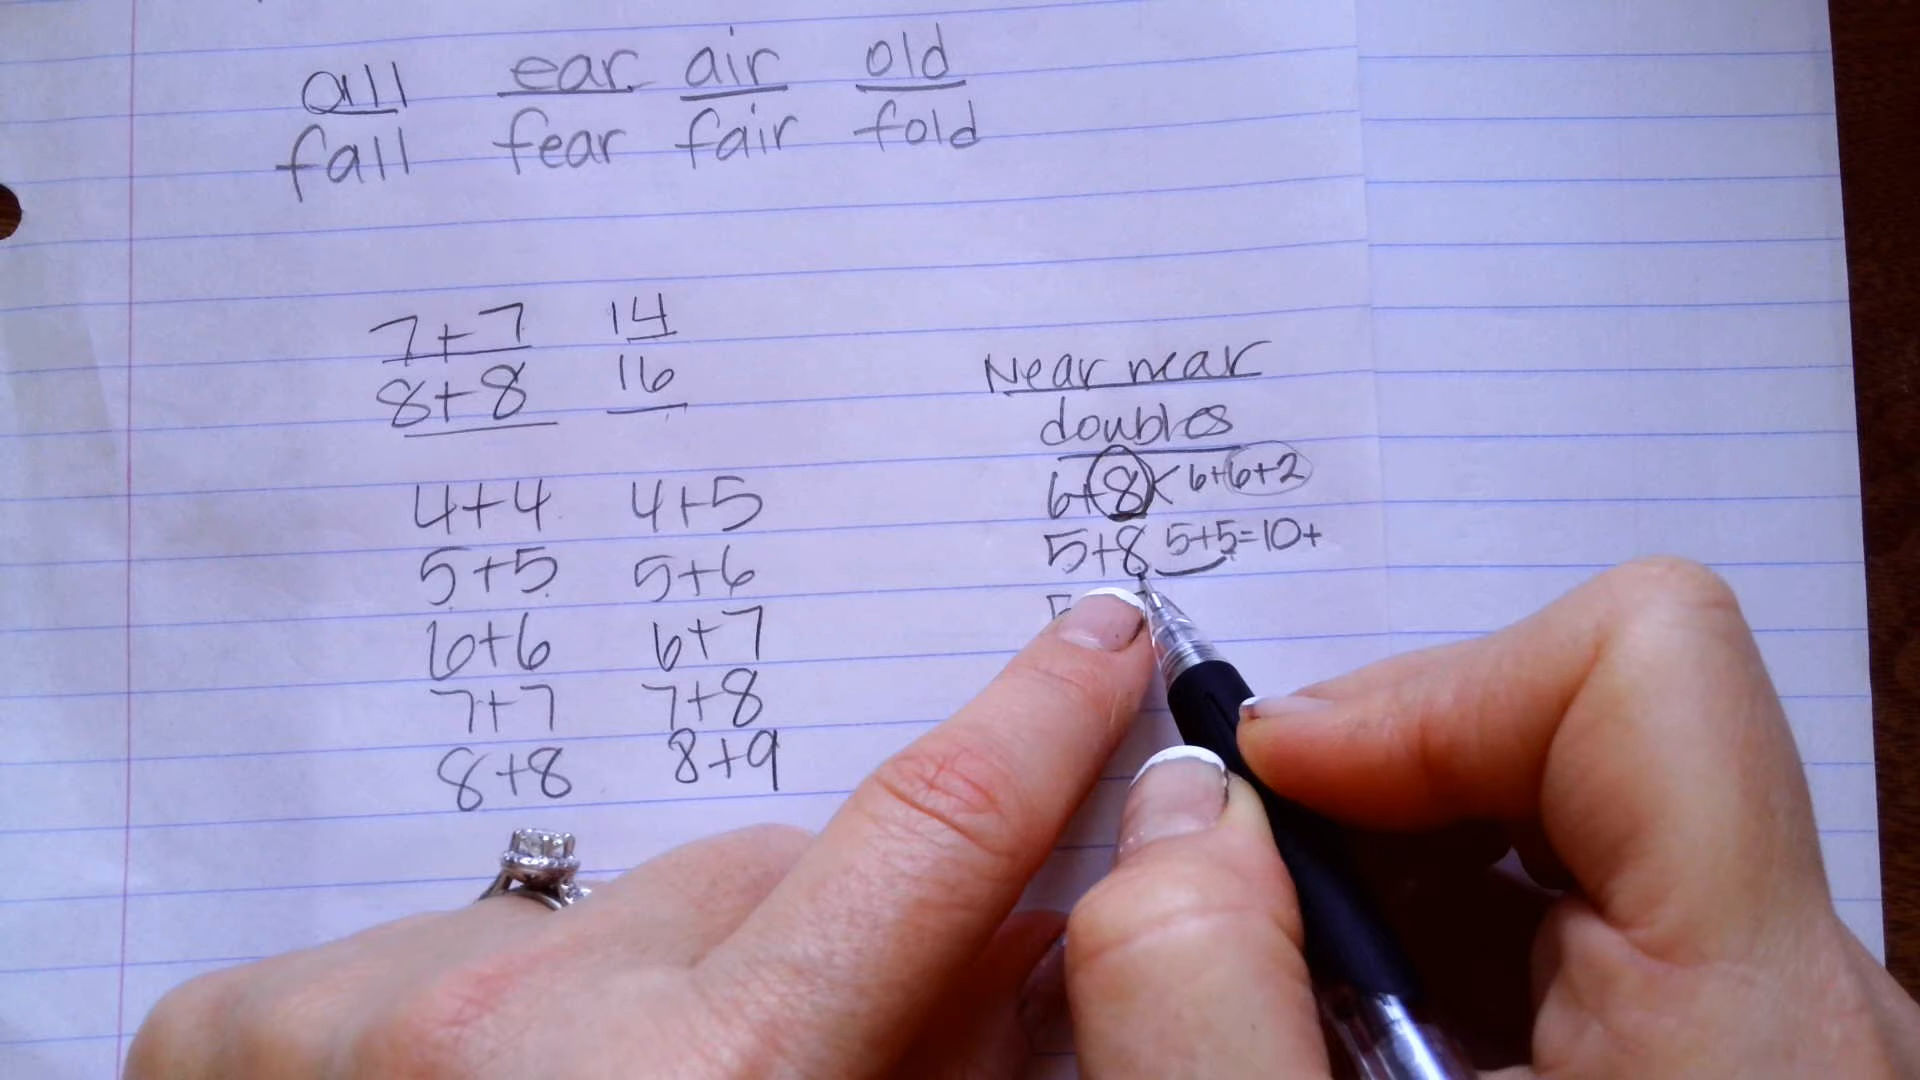 all ear air old
fall fear fair fold
7+7 14
8+8 16
Near near
doubles
6+8 6+6+2
5+8 5+5=10+
4+4 4+5
5+5 5+6
6+6 6+7
7+7 7+8
8+8 8+9